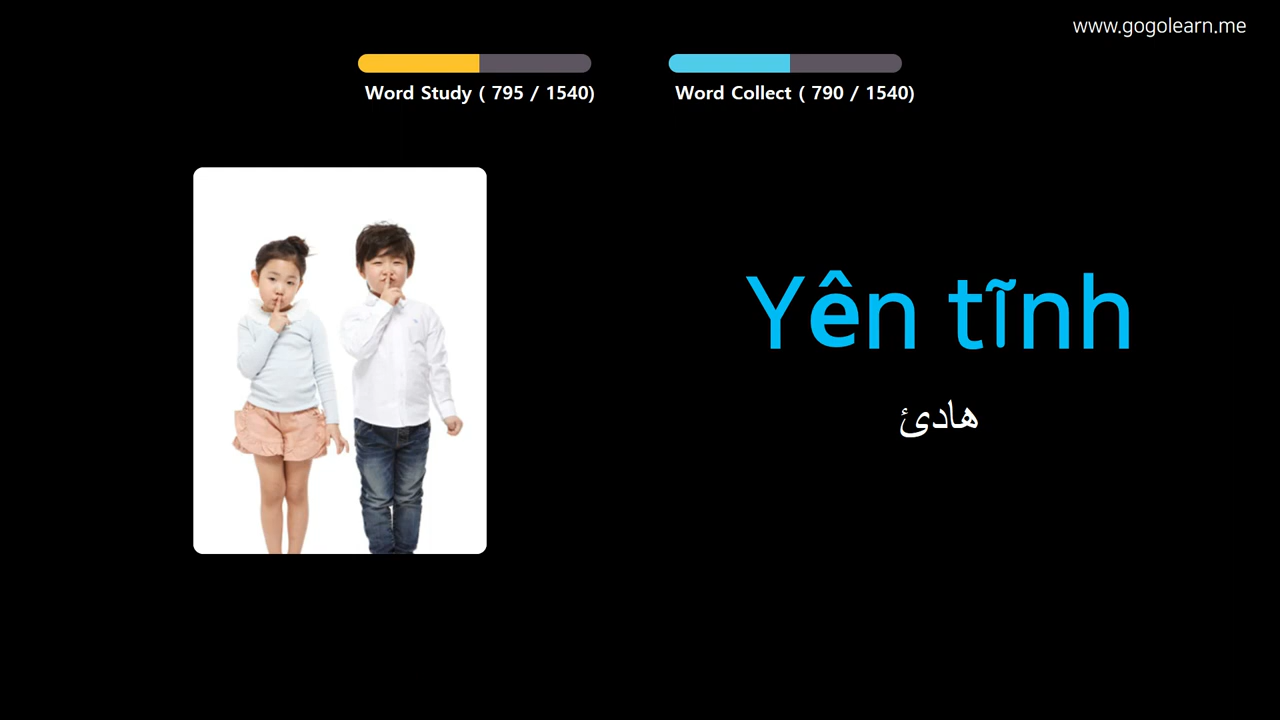 www.gogolearn.me
Word Study ( 795 / 1540)
Word Collect ( 790 / 1540)
Yên tĩnh
هادئ